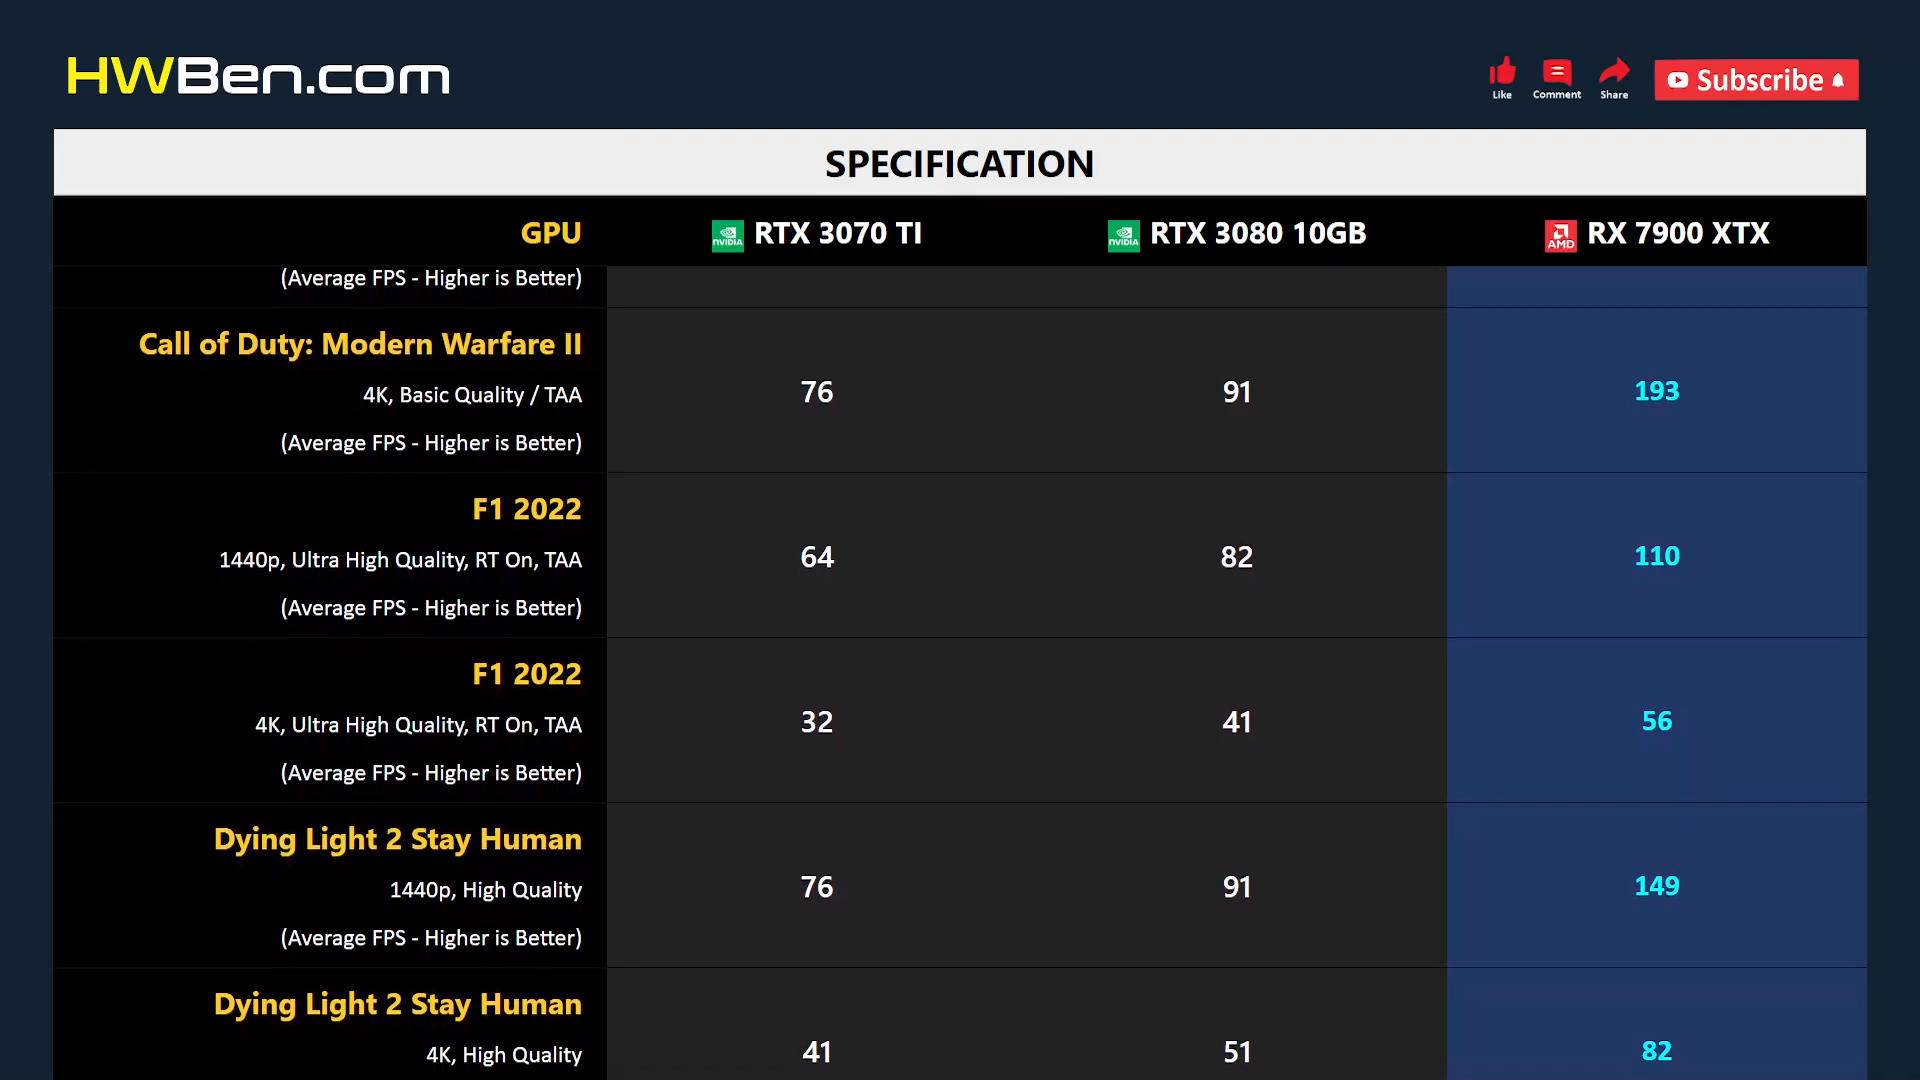 HWBen.com
Like
Comment
Share
Subscribe
SPECIFICATION
GPU
NVIDIA RTX 3070 TI
NVIDIA RTX 3080 10GB
AMD RX 7900 XTX
(Average FPS - Higher is Better)
Call of Duty: Modern Warfare II
4K, Basic Quality / TAA
(Average FPS - Higher is Better)
76
91
193
F1 2022
1440p, Ultra High Quality, RT On, TAA
(Average FPS - Higher is Better)
64
82
110
F1 2022
4K, Ultra High Quality, RT On, TAA
(Average FPS - Higher is Better)
32
41
56
Dying Light 2 Stay Human
1440p, High Quality
(Average FPS - Higher is Better)
76
91
149
Dying Light 2 Stay Human
4K, High Quality
41
51
82